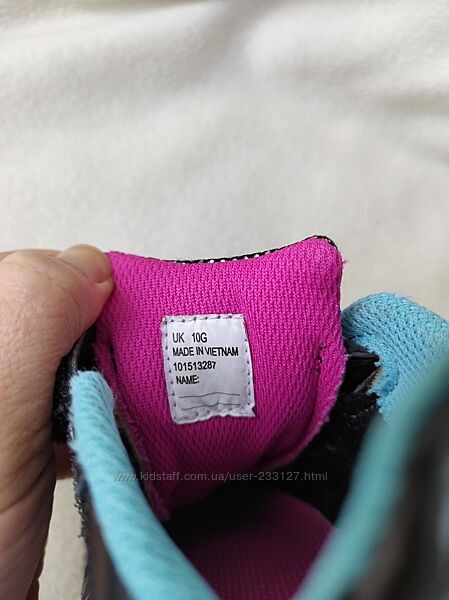 UK 10G
MADE IN VIETNAM
101513287
NAME:
www.kidstaff.com.ua/user-233127.html